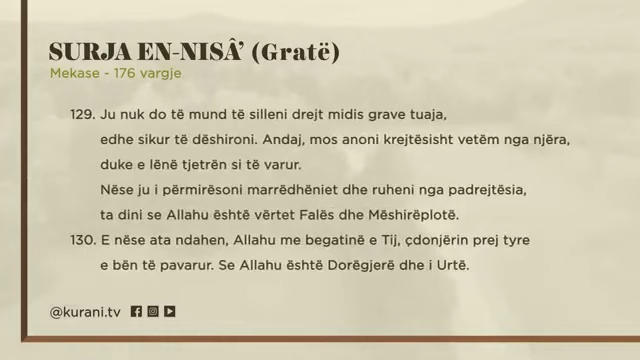 SURJA EN-NISÂ’ (Gratë)
Mekase - 176 vargje
129. Ju nuk do të mund të silleni drejt midis grave tuaja,
edhe sikur të dëshironi. Andaj, mos anoni krejtësisht vetëm nga njëra,
duke e lënë tjetrën si të varur.
Nëse ju i përmirësoni marrëdhëniet dhe ruheni nga padrejtësia,
ta dini se Allahu është vërtet Falës dhe Mëshirëplotë.
130. E nëse ata ndahen, Allahu me begatinë e Tij, çdonjërin prej tyre
e bën të pavarur. Se Allahu është Dorëgjerë dhe i Urtë.
@kurani.tv